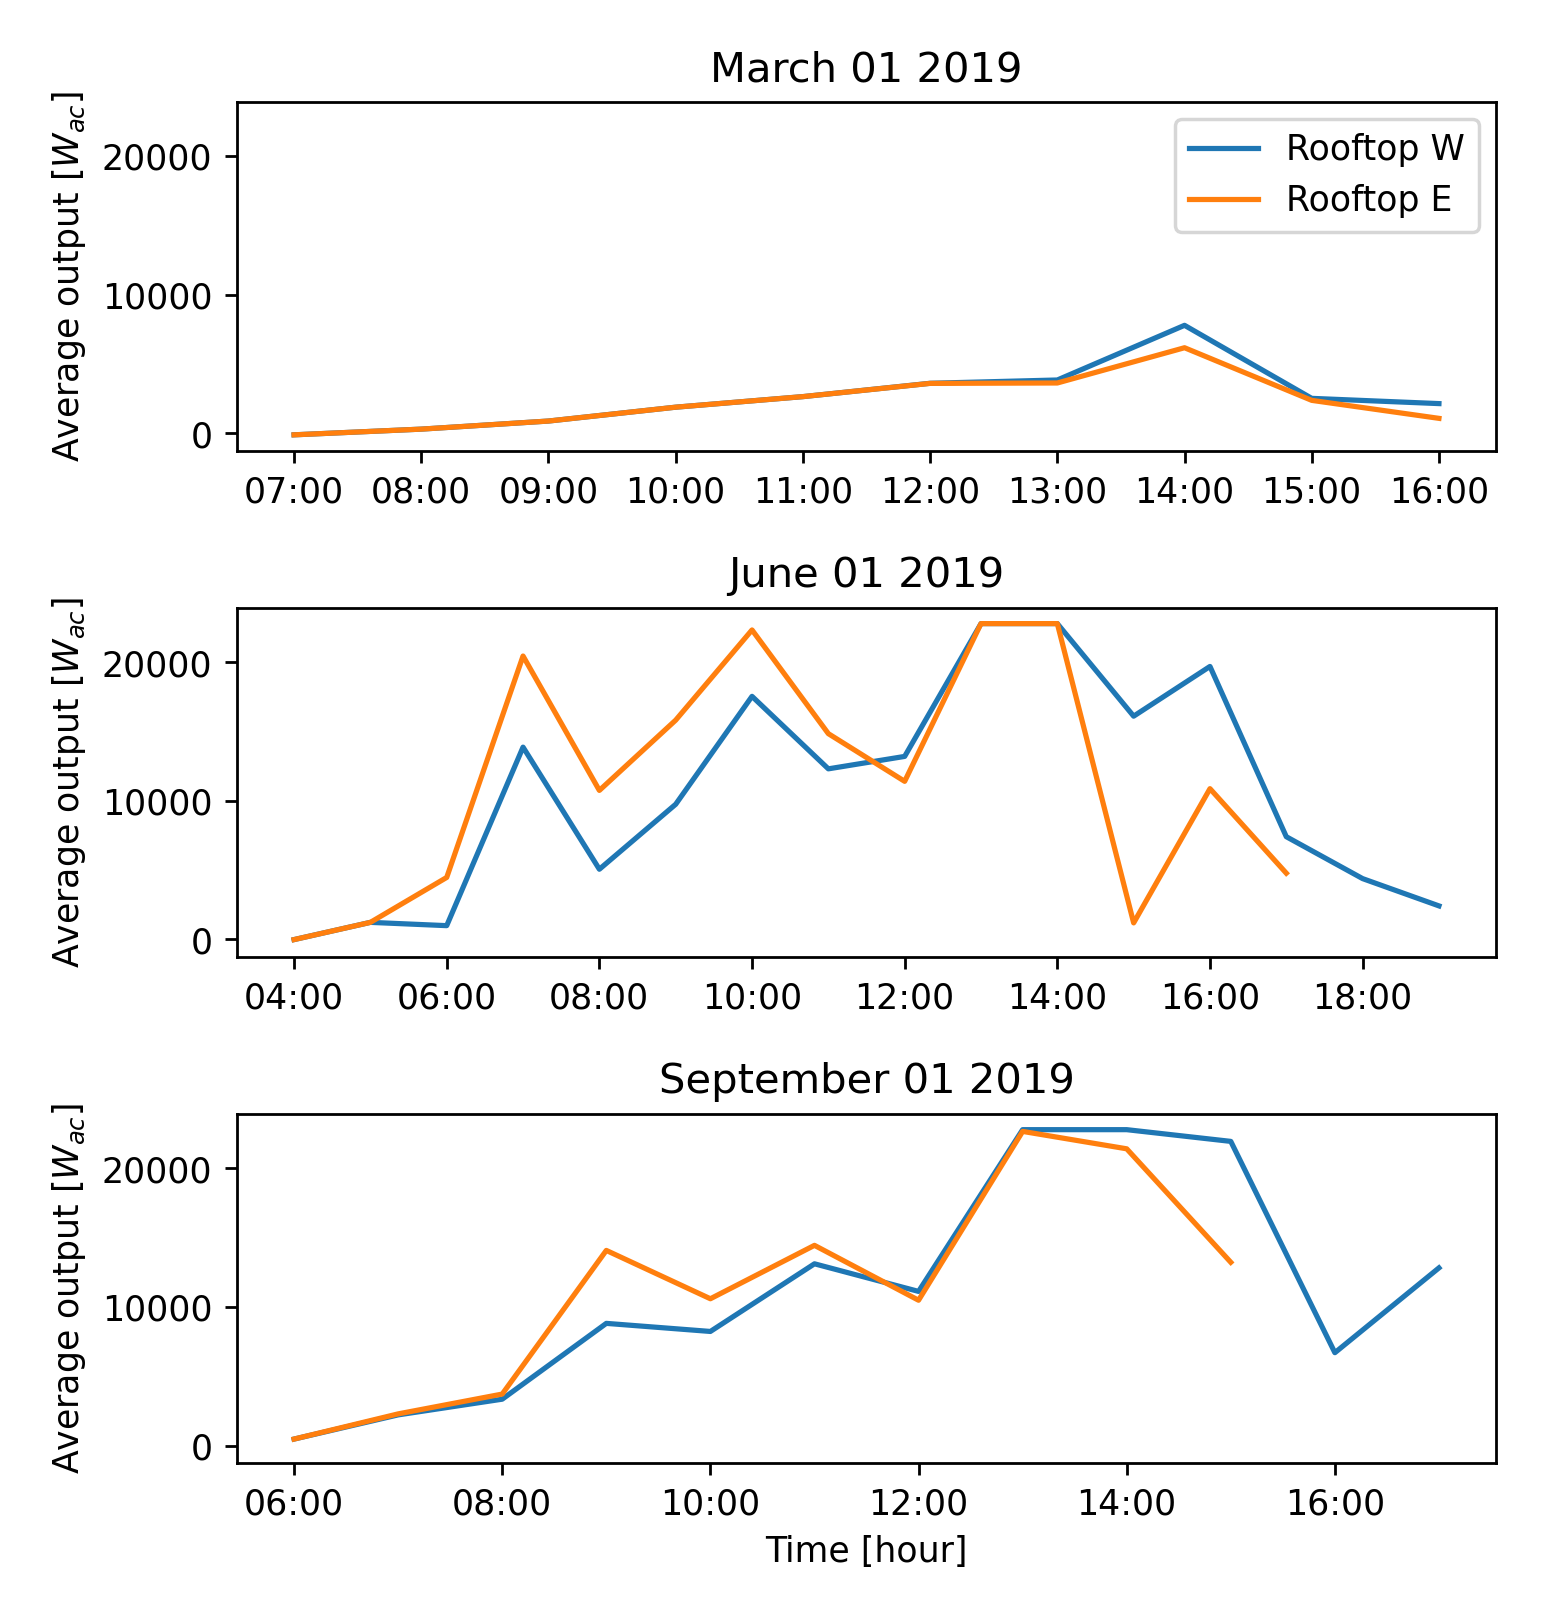 March 01 2019
Average output [W_ac]
20000
10000
0
Rooftop W
Rooftop E
07:00 08:00 09:00 10:00 11:00 12:00 13:00 14:00 15:00 16:00
June 01 2019
Average output [W_ac]
20000
10000
0
04:00 06:00 08:00 10:00 12:00 14:00 16:00 18:00
September 01 2019
Average output [W_ac]
20000
10000
0
06:00 08:00 10:00 12:00 14:00 16:00
Time [hour]